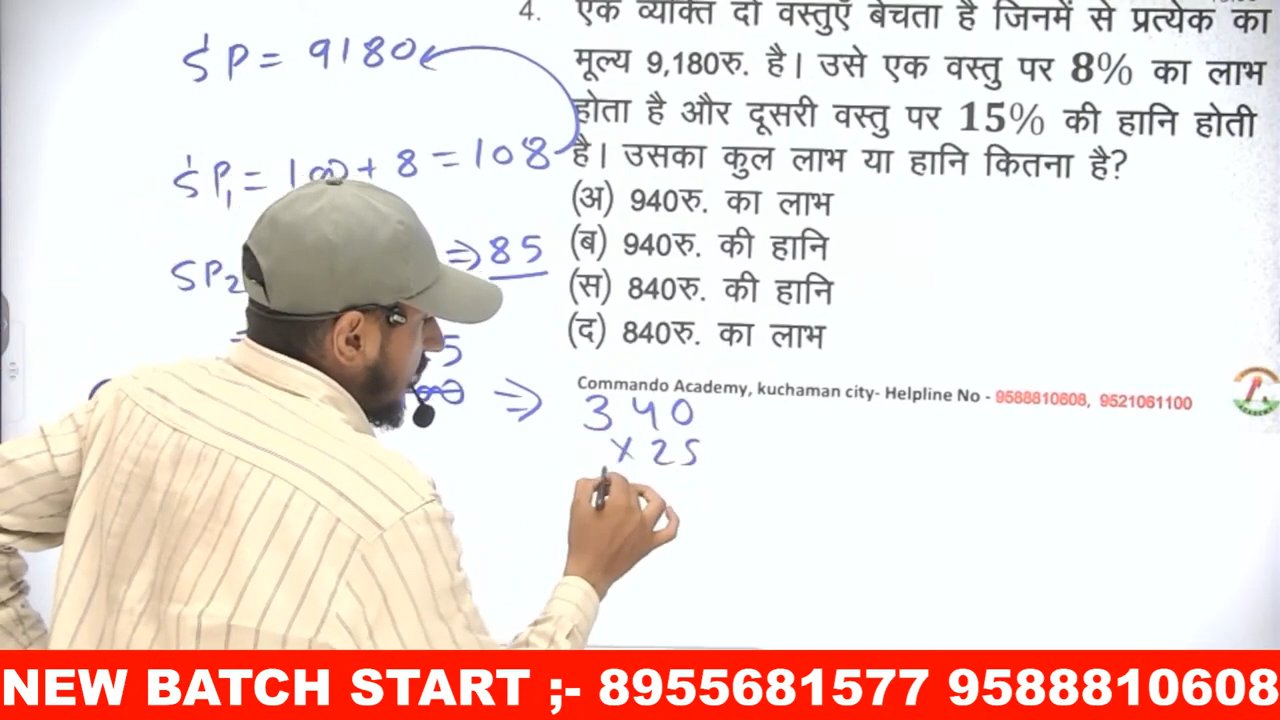 4. एक व्यक्ति दो वस्तुएँ बेचता है जिनमें से प्रत्येक का
मूल्य 9,180रु. है। उसे एक वस्तु पर 8% का लाभ
होता है और दूसरी वस्तु पर 15% की हानि होती
है। उसका कुल लाभ या हानि कितना है?
(अ) 940रु. का लाभ
(ब) 940रु. की हानि
(स) 840रु. की हानि
(द) 840रु. का लाभ
Commando Academy, kuchaman city- Helpline No - 9588810608, 9521061100
SP = 9180
SP1 = 100 + 8 = 108
SP2 ⇒ 85
5
⇒ 340
× 25
NEW BATCH START ;- 8955681577 9588810608